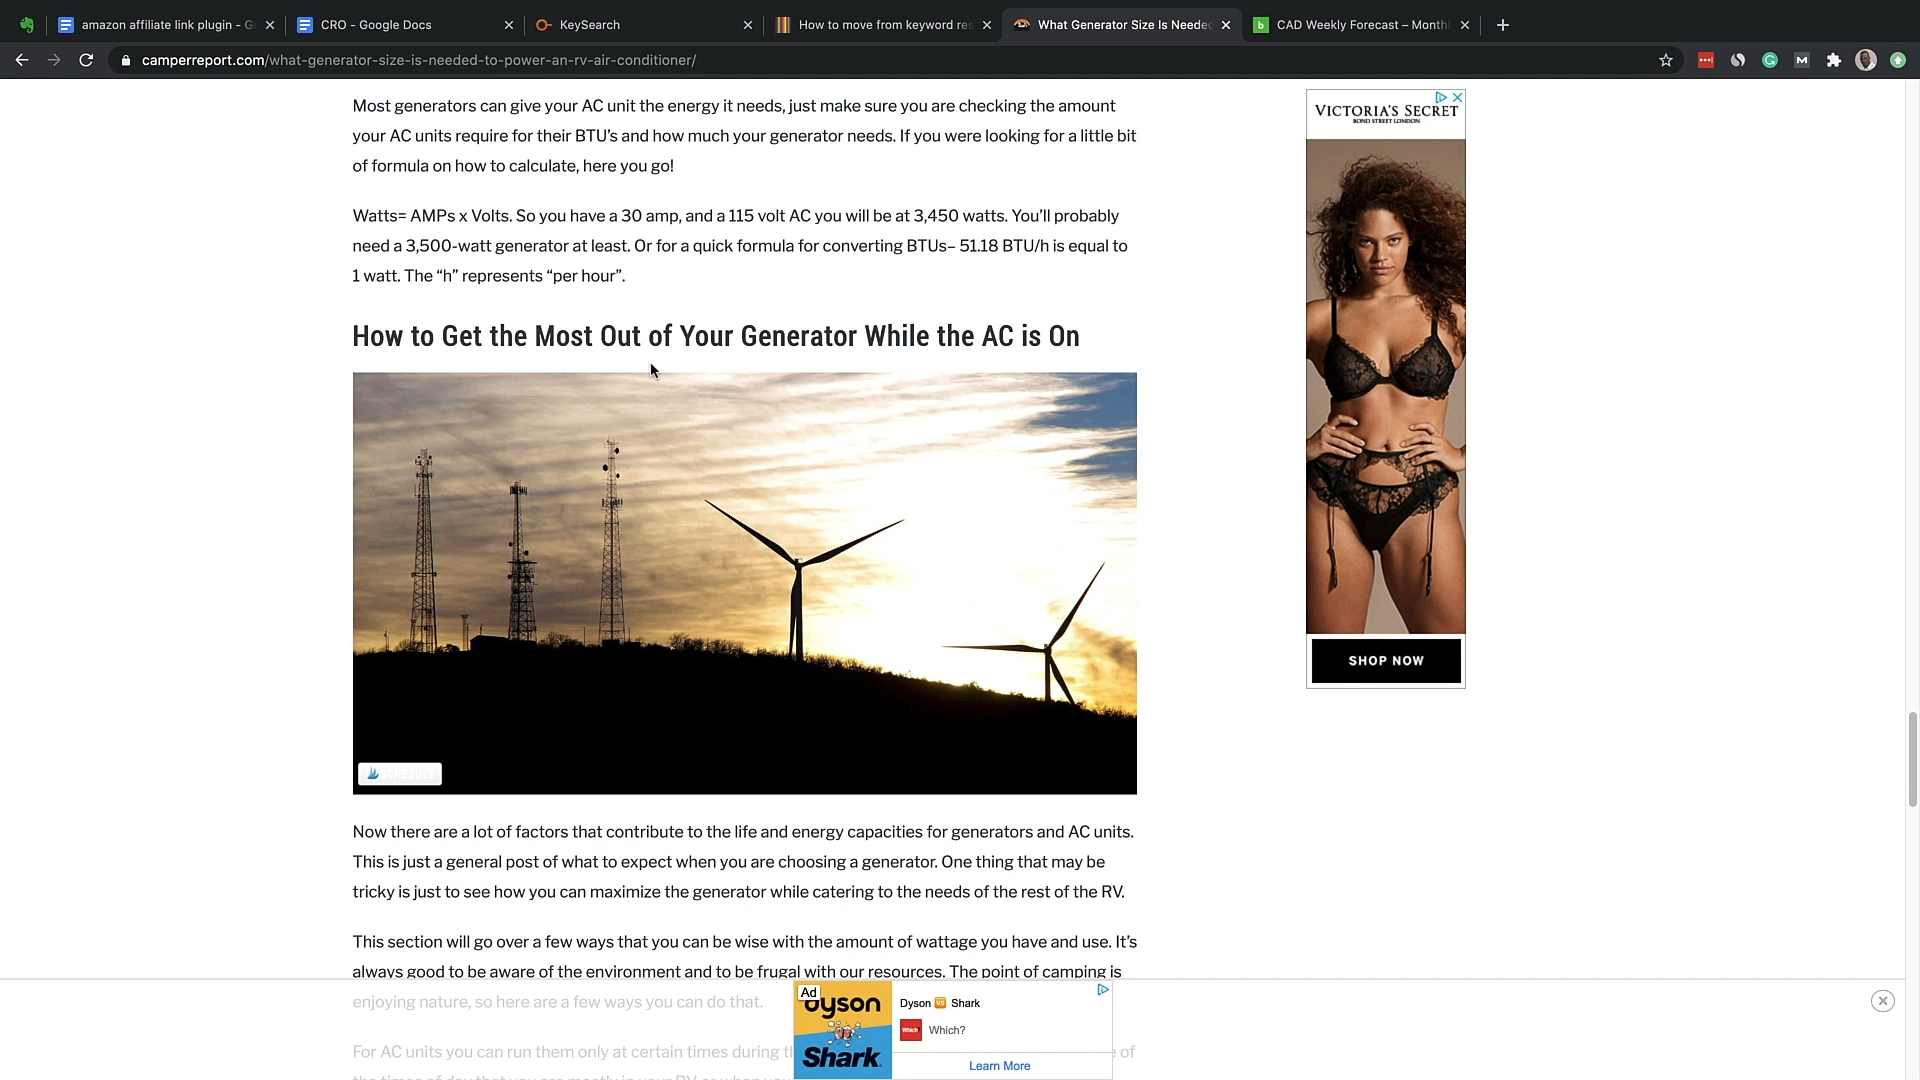 amazon affiliate link plugin - G
CRO - Google Docs
KeySearch
How to move from keyword res
What Generator Size Is Neede
CAD Weekly Forecast – Month
camperreport.com/what-generator-size-is-needed-to-power-an-rv-air-conditioner/
Most generators can give your AC unit the energy it needs, just make sure you are checking the amount
your AC units require for their BTU’s and how much your generator needs. If you were looking for a little bit
of formula on how to calculate, here you go!
Watts= AMPs x Volts. So you have a 30 amp, and a 115 volt AC you will be at 3,450 watts. You’ll probably
need a 3,500-watt generator at least. Or for a quick formula for converting BTUs– 51.18 BTU/h is equal to
1 watt. The “h” represents “per hour”.
How to Get the Most Out of Your Generator While the AC is On
Now there are a lot of factors that contribute to the life and energy capacities for generators and AC units.
This is just a general post of what to expect when you are choosing a generator. One thing that may be
tricky is just to see how you can maximize the generator while catering to the needs of the rest of the RV.
This section will go over a few ways that you can be wise with the amount of wattage you have and use. It’s
always good to be aware of the environment and to be frugal with our resources. The point of camping is
enjoying nature, so here are a few ways you can do that.
For AC units you can run them only at certain times during
of
VICTORIA'S SECRET
BOND STREET LONDON
SHOP NOW
Ad
dyson
Shark
Dyson VS Shark
Which?
Which?
Learn More